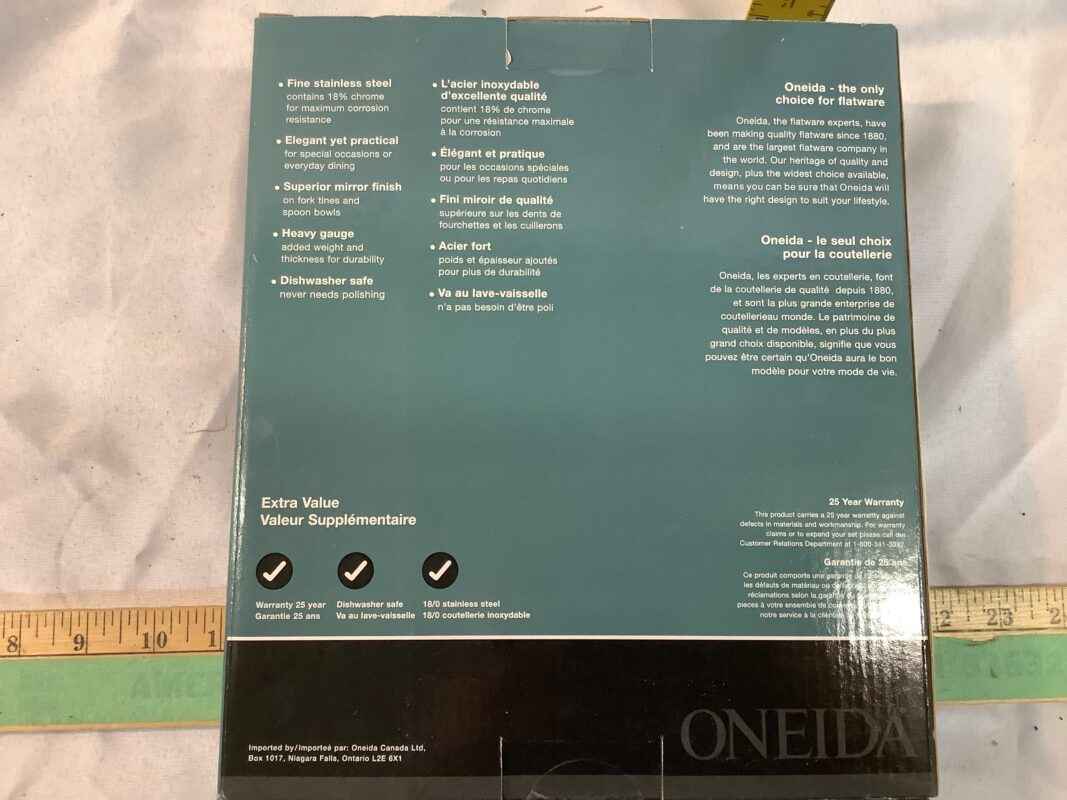 • Fine stainless steel
contains 18% chrome
for maximum corrosion
resistance
• Elegant yet practical
for special occasions or
everyday dining
• Superior mirror finish
on fork tines and
spoon bowls
• Heavy gauge
added weight and
thickness for durability
• Dishwasher safe
never needs polishing
• L'acier inoxydable
d'excellente qualité
contient 18% de chrome
pour une résistance maximale
à la corrosion
• Élégant et pratique
pour les occasions spéciales
ou pour les repas quotidiens
• Fini miroir de qualité
supérieure sur les dents de
fourchettes et les cuillerons
• Acier fort
poids et épaisseur ajoutés
pour plus de durabilité
• Va au lave-vaisselle
n'a pas besoin d'être poli
Oneida - the only
choice for flatware
Oneida, the flatware experts, have
been making quality flatware since 1880,
and are the largest flatware company in
the world. Our heritage of quality and
design, plus the widest choice available,
means you can be sure that Oneida will
have the right design to suit your lifestyle.
Oneida - le seul choix
pour la coutellerie
Oneida, les experts en coutellerie, font
de la coutellerie de qualité depuis 1880,
et sont la plus grande enterprise de
coutellerieau monde. Le patrimoine de
qualité et de modèles, en plus du plus
grand choix disponible, signifie que vous
pouvez être certain qu'Oneida aura le bon
modèle pour votre mode de vie.
Extra Value
Valeur Supplémentaire
Warranty 25 year
Garantie 25 ans
Dishwasher safe
Va au lave-vaisselle
18/0 stainless steel
18/0 coutellerie inoxydable
25 Year Warranty
This product carries a 25 year warranty against
defects in materials and workmanship. For warranty
claims or to expand your set please call our
Customer Relations Department at 1-800-341-
Garantie de 25 ans
Ce produit comporte une garantie de
les défauts de matériau ou de
réclamations selon la garantie
pieces à votre ensemble de
notre service à la
8 9 10 1
2 23 2
Imported by/Importeé par: Oneida Canada Ltd,
Box 1017, Niagara Falls, Ontario L2E 6X1
ONEIDA